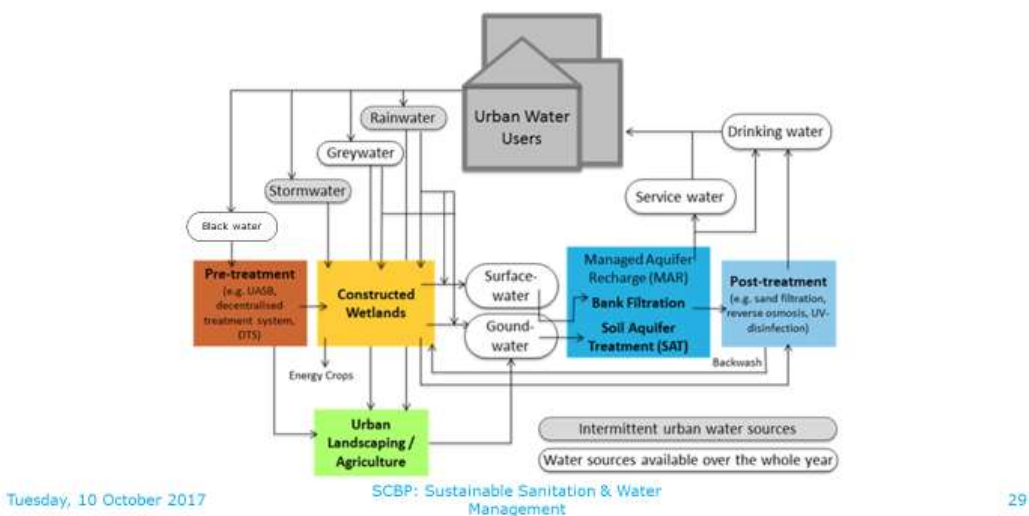 Urban Water
Users
Rainwater
Greywater
Stormwater
Black water
Drinking water
Service water
Pre-treatment
(e.g. UASB,
decentralised
treatment system,
DTS)
Constructed
Wetlands
Surface-
water
Gound-
water
Managed Aquifer
Recharge (MAR)
Bank Filtration
Soil Aquifer
Treatment (SAT)
Post-treatment
(e.g. sand filtration,
reverse osmosis, UV-
disinfection)
Backwash
Energy Crops
Urban
Landscaping /
Agriculture
Intermittent urban water sources
Water sources available over the whole year
Tuesday, 10 October 2017
SCBP: Sustainable Sanitation & Water
Management
29